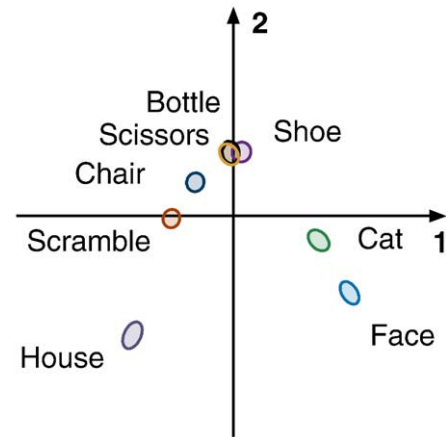 2
Bottle
Scissors
Shoe
Chair
Scramble
Cat
1
House
Face